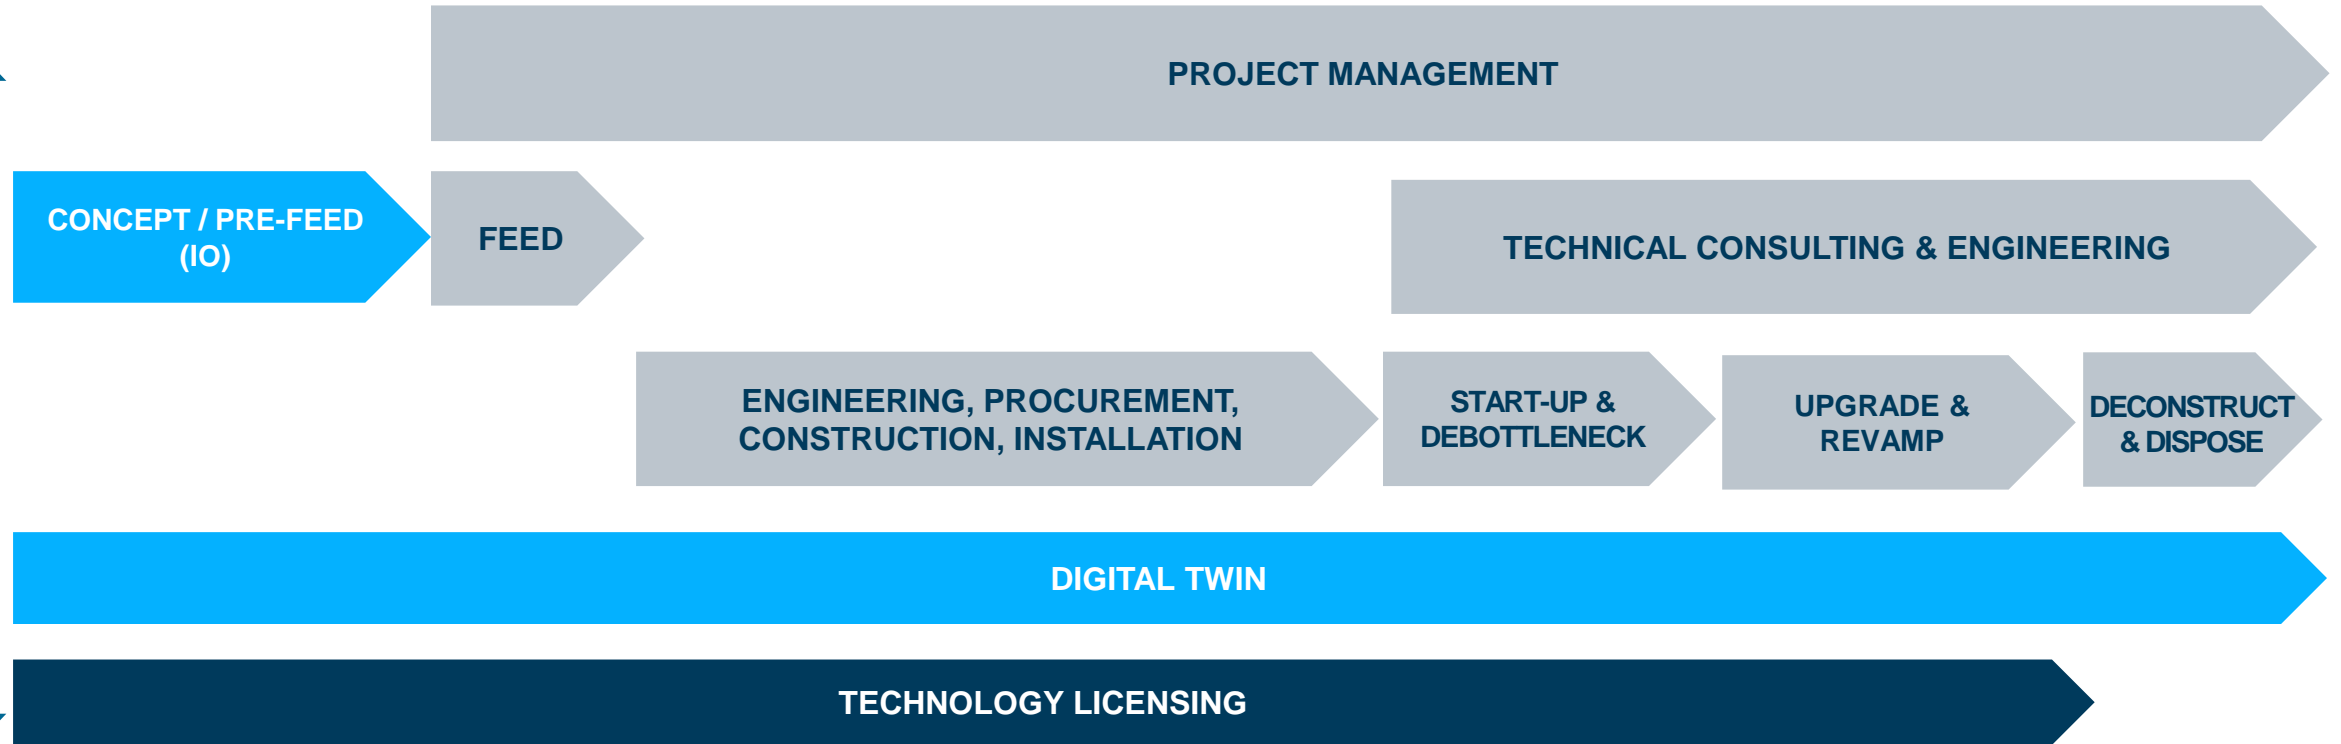 PROJECT MANAGEMENT
CONCEPT / PRE-FEED
(IO)
FEED
TECHNICAL CONSULTING & ENGINEERING
ENGINEERING, PROCUREMENT,
CONSTRUCTION, INSTALLATION
START-UP &
DEBOTTLENECK
UPGRADE &
REVAMP
DECONSTRUCT
& DISPOSE
DIGITAL TWIN
TECHNOLOGY LICENSING